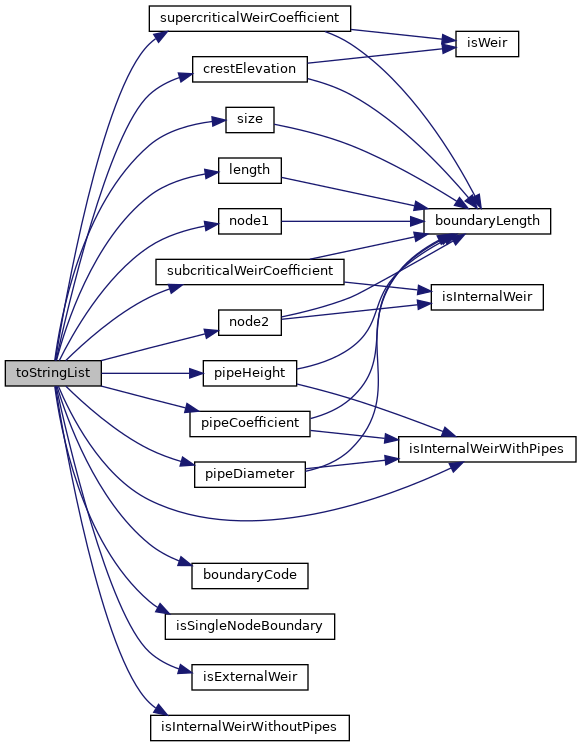 supercriticalWeirCoefficient
isWeir
crestElevation
size
length
node1
boundaryLength
subcriticalWeirCoefficient
isInternalWeir
node2
toStringList
pipeHeight
pipeCoefficient
isInternalWeirWithPipes
pipeDiameter
boundaryCode
isSingleNodeBoundary
isExternalWeir
isInternalWeirWithoutPipes